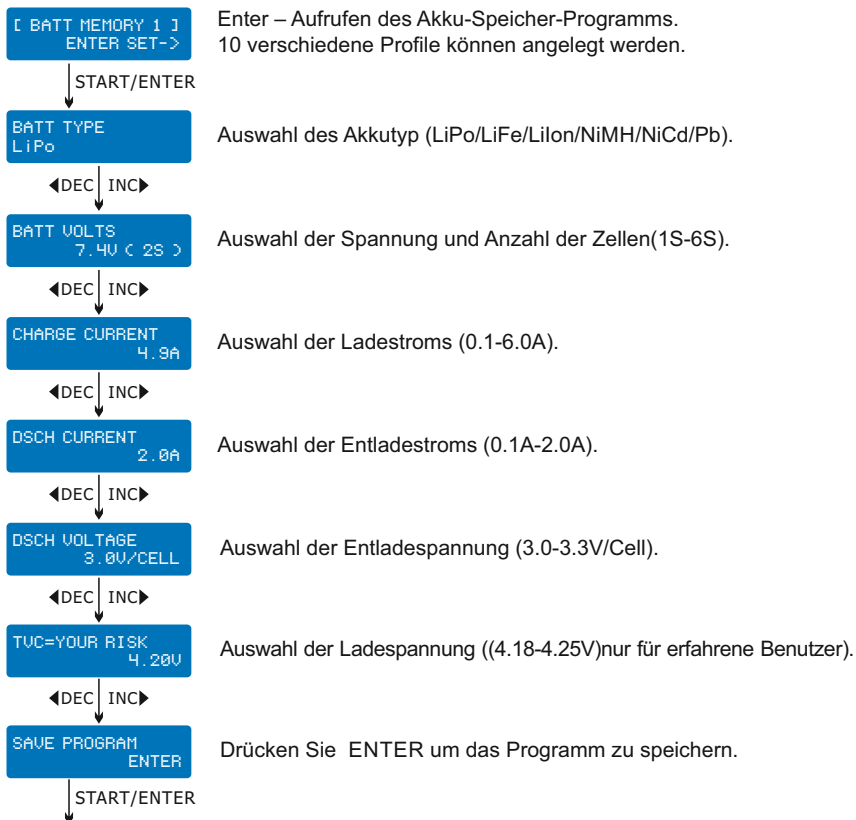 [ BATT MEMORY 1 ]
ENTER SET->
Enter – Aufrufen des Akku-Speicher-Programms.
10 verschiedene Profile können angelegt werden.
START/ENTER
BATT TYPE
LiPo
Auswahl des Akkutyp (LiPo/LiFe/LiIon/NiMH/NiCd/Pb).
◀DEC INC▶
BATT VOLTS
7.4V ( 2S )
Auswahl der Spannung und Anzahl der Zellen(1S-6S).
◀DEC INC▶
CHARGE CURRENT
4.9A
Auswahl der Ladestroms (0.1-6.0A).
◀DEC INC▶
DSCH CURRENT
2.0A
Auswahl der Entladestroms (0.1A-2.0A).
◀DEC INC▶
DSCH VOLTAGE
3.0V/CELL
Auswahl der Entladespannung (3.0-3.3V/Cell).
◀DEC INC▶
TVC=YOUR RISK
4.20V
Auswahl der Ladespannung ((4.18-4.25V)nur für erfahrene Benutzer).
◀DEC INC▶
SAVE PROGRAM
ENTER
Drücken Sie ENTER um das Programm zu speichern.
START/ENTER